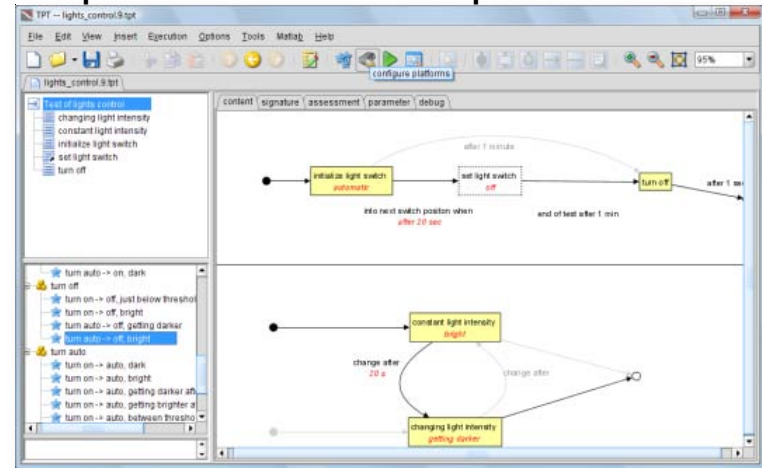 TPT -- lights_control.9.tpt
File Edit View Insert Execution Options Tools Matlab Help
95%
configure platforms
lights_control.9.tpt
Test of lights control
changing light intensity
constant light intensity
initialize light switch
set light switch
turn off
content signature assessment parameter debug
after 1 minute
initialize light switch
automatic
set light switch
off
turn off
after 1 sec
into next switch positon when
after 20 sec
end of test after 1 min
turn auto -> on, dark
turn off
turn on -> off, just below threshol
turn on -> off, bright
turn auto -> off, getting darker
turn auto -> off, bright
turn auto
turn on -> auto, dark
turn on -> auto, bright
turn on -> auto, getting darker aft
turn on -> auto, getting brighter a
turn on -> auto, between thresho
constant light intensity
bright
change after
20 s
change after
changing light intensity
getting darker